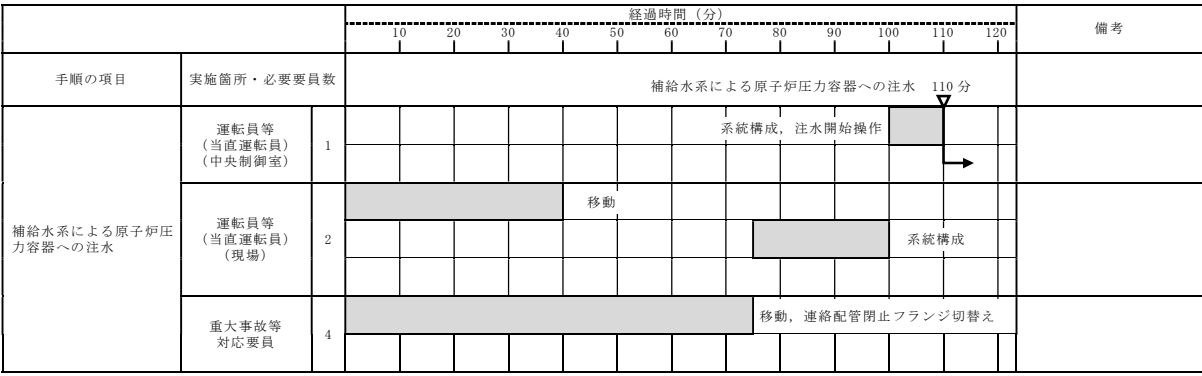 経過時間（分）
備考
10 20 30 40 50 60 70 80 90 100 110 120
手順の項目
実施箇所・必要要員数
補給水系による原子炉圧力容器への注水 110分
運転員等
（当直運転員）
（中央制御室）
1
系統構成，注水開始操作
補給水系による原子炉圧
力容器への注水
運転員等
（当直運転員）
（現場）
2
移動
系統構成
重大事故等
対応要員
4
移動，連絡配管閉止フランジ切替え